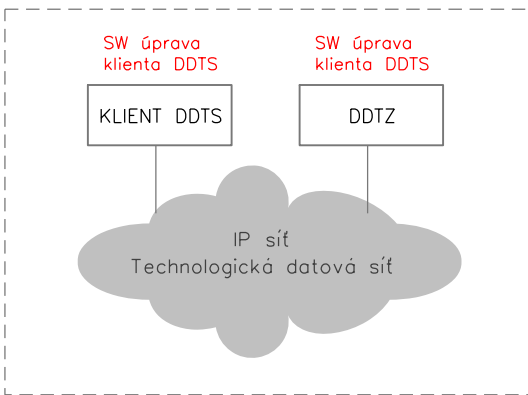 SW úprava
klienta DDTS
SW úprava
klienta DDTS
KLIENT DDTS
DDTZ
IP síť
Technologická datová síť